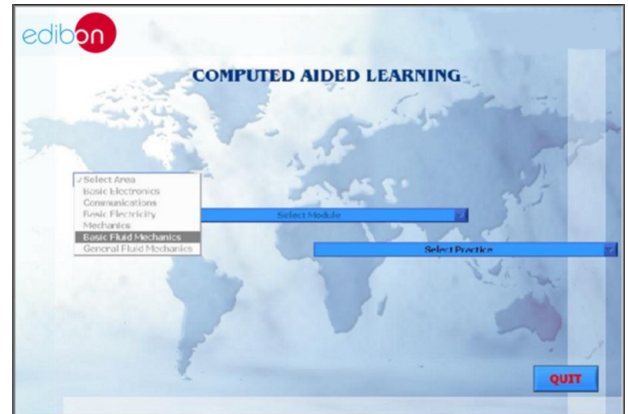 edibon
COMPUTED AIDED LEARNING
✓Select Area
Basic Electronics
Communications
Basic Electricity
Mechanics
Basic Fluid Mechanics
General Fluid Mechanics
Select Module
Select Practice
QUIT